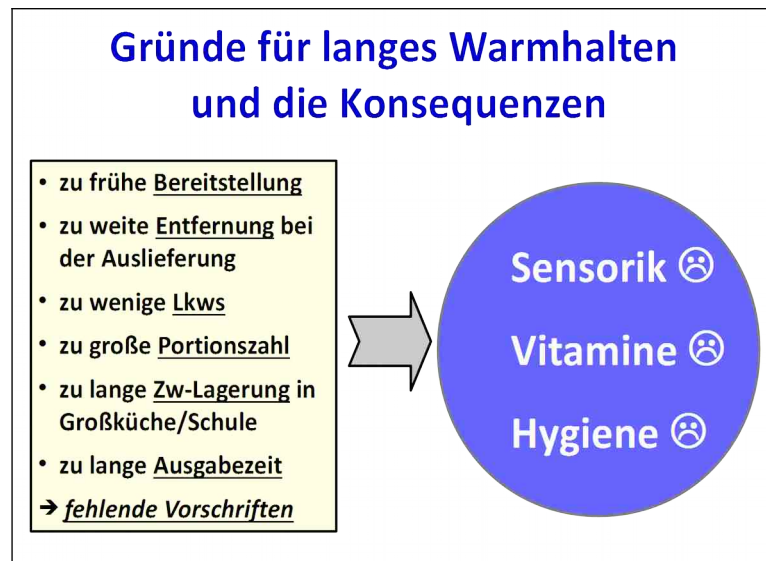 Gründe für langes Warmhalten
und die Konsequenzen
• zu frühe Bereitstellung
• zu weite Entfernung bei
der Auslieferung
• zu wenige Lkws
• zu große Portionszahl
• zu lange Zw-Lagerung in
Großküche/Schule
• zu lange Ausgabezeit
➔ fehlende Vorschriften
Sensorik ☹
Vitamine ☹
Hygiene ☹